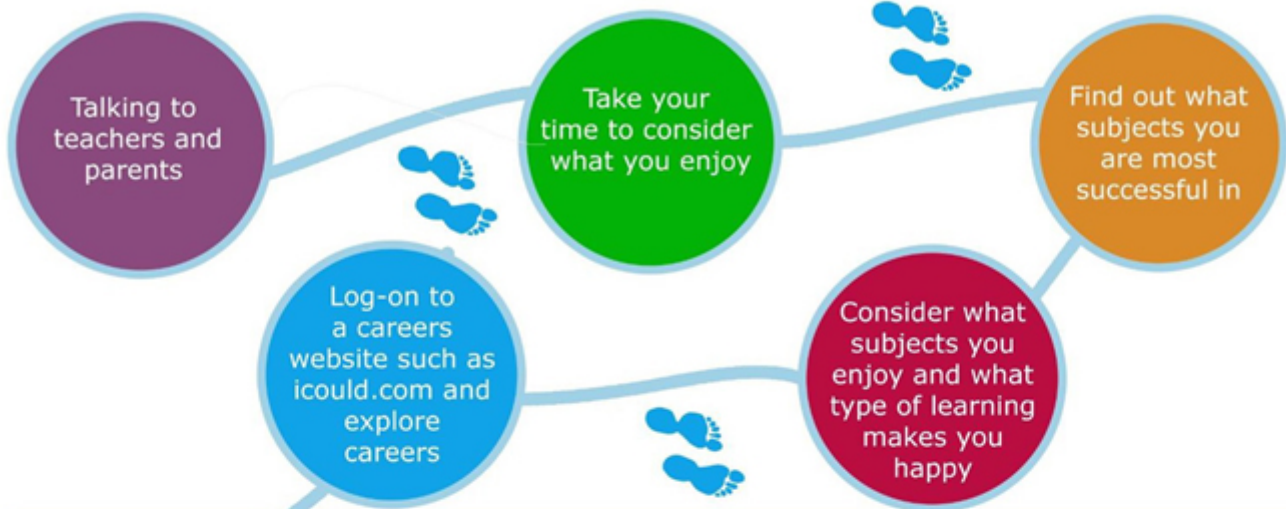 Talking to
teachers and
parents
Take your
time to consider
what you enjoy
Find out what
subjects you
are most
successful in
Consider what
subjects you
enjoy and what
type of learning
makes you
happy
Log-on to
a careers
website such as
icould.com and
explore
careers